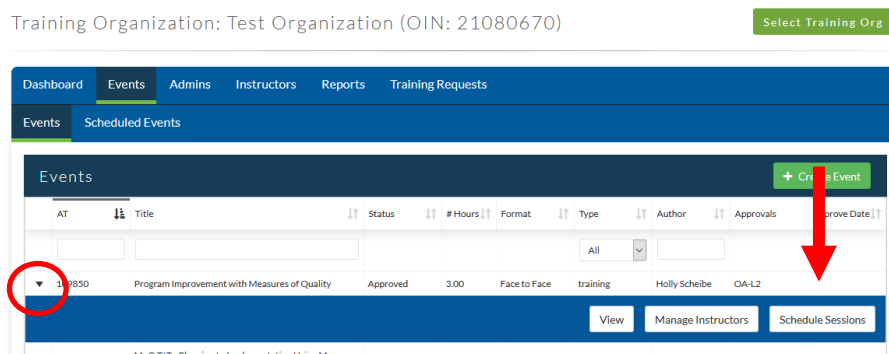 Training Organization: Test Organization (OIN: 21080670)
Select Training Org
Dashboard Events Admins Instructors Reports Training Requests
Events Scheduled Events
Events
+ Create Event
AT Title Status # Hours Format Type Author Approvals Approve Date
All
Program Improvement with Measures of Quality Approved 3.00 Face to Face training Holly Scheibe OA-L2
View Manage Instructors Schedule Sessions